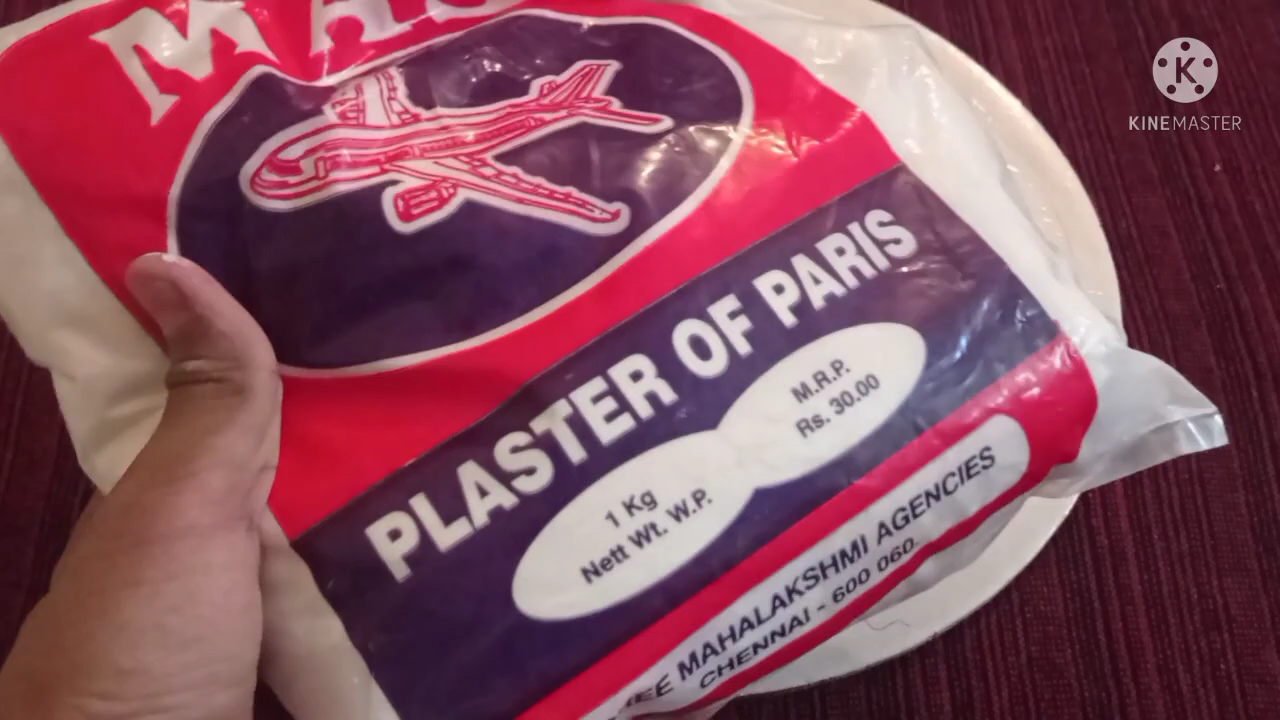 KINEMASTER
PLASTER OF PARIS
M.R.P.
Rs. 30.00
1 Kg
Nett Wt. W.P.
MAHALAKSHMI AGENCIES
CHENNAI - 600 060.